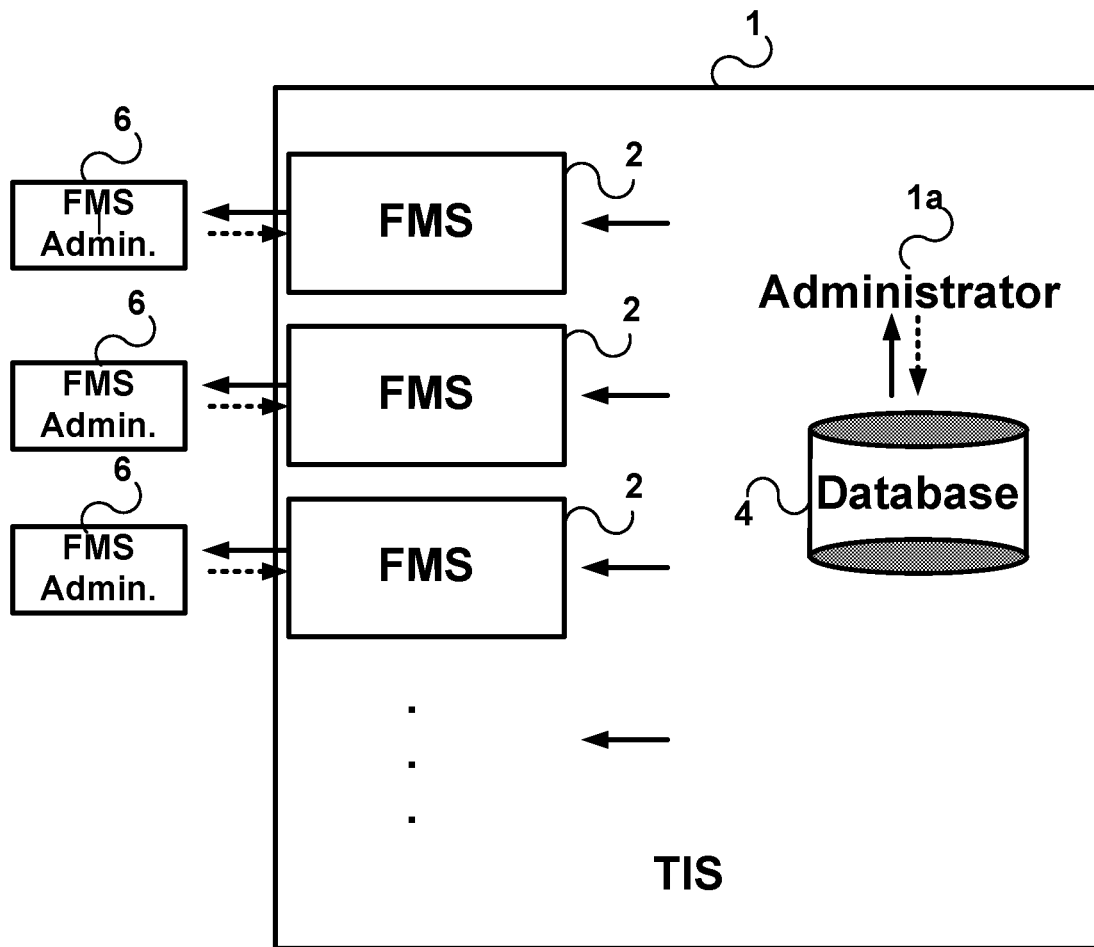 1
6
2
FMS
Admin.
FMS
1a
Administrator
6
2
FMS
Admin.
FMS
6
2
4
Database
FMS
Admin.
FMS
.
.
.
TIS